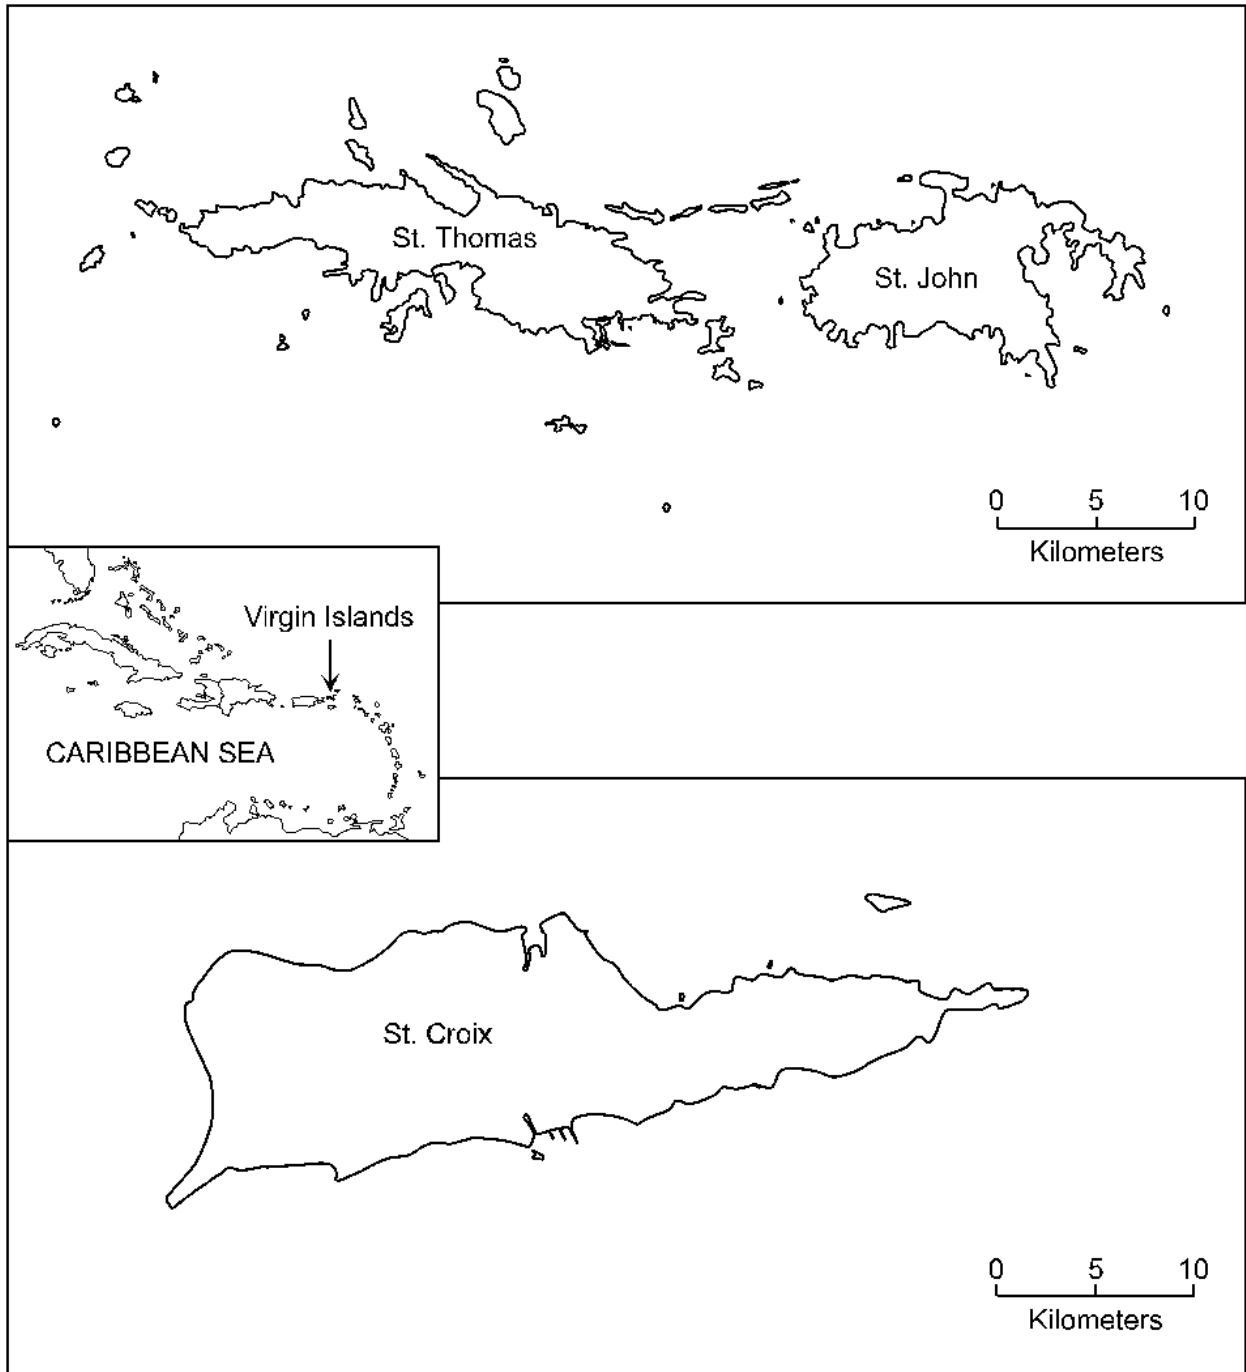 St. Thomas
St. John
0 5 10
Kilometers
Virgin Islands
CARIBBEAN SEA
St. Croix
0 5 10
Kilometers